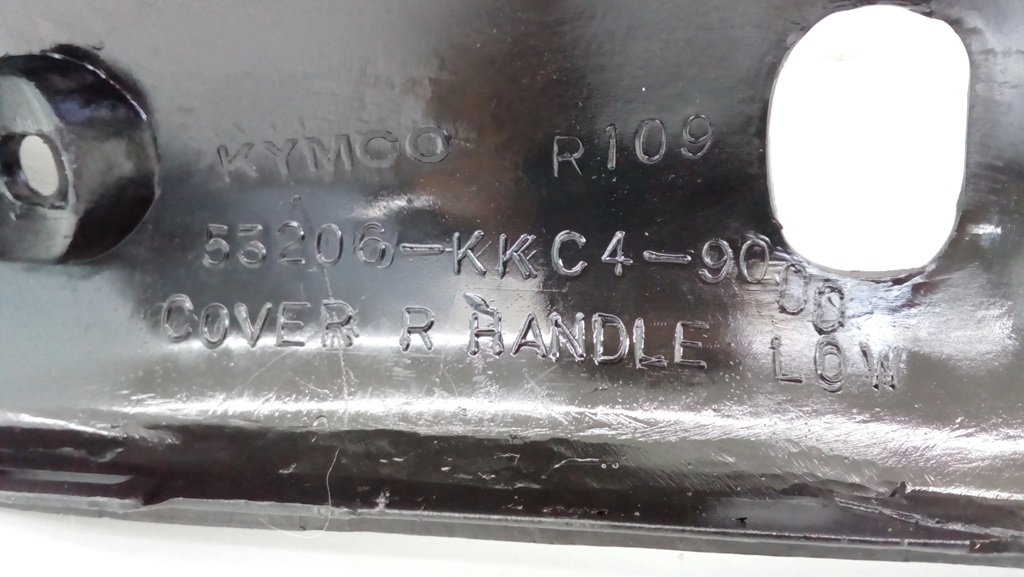 KYMCO R109
53206-KKC4-9000
COVER R HANDLE LOW